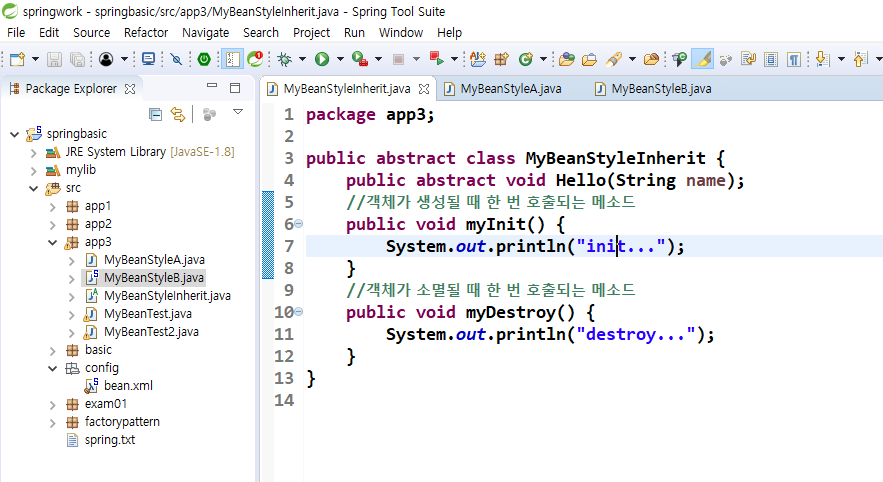 springwork - springbasic/src/app3/MyBeanStyleInherit.java - Spring Tool Suite
File Edit Source Refactor Navigate Search Project Run Window Help
Package Explorer
springbasic
JRE System Library [JavaSE-1.8]
mylib
src
app1
app2
app3
MyBeanStyleA.java
MyBeanStyleB.java
MyBeanStyleInherit.java
MyBeanTest.java
MyBeanTest2.java
basic
config
bean.xml
exam01
factorypattern
spring.txt
MyBeanStyleInherit.java MyBeanStyleA.java MyBeanStyleB.java
1 package app3;
2
3 public abstract class MyBeanStyleInherit {
4 public abstract void Hello(String name);
5 //객체가 생성될 때 한 번 호출되는 메소드
6 public void myInit() {
7 System.out.println("init...");
8 }
9 //객체가 소멸될 때 한 번 호출되는 메소드
10 public void myDestroy() {
11 System.out.println("destroy...");
12 }
13 }
14